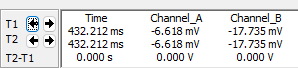 Time Channel_A Channel_B
T1 432.212 ms -6.618 mV -17.735 mV
T2 432.212 ms -6.618 mV -17.735 mV
T2-T1 0.000 s 0.000 V 0.000 V